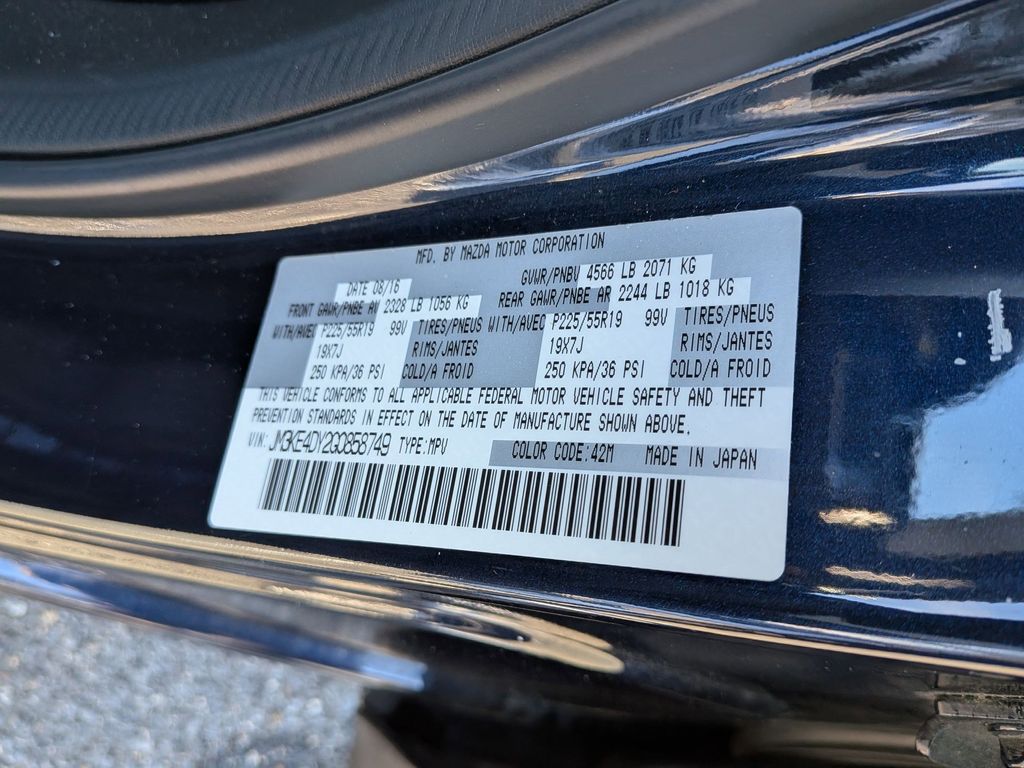 MFD. BY MAZDA MOTOR CORPORATION
DATE 08/16 GVWR/PNBV 4566 LB 2071 KG
FRONT GAWR/PNBE AV 2328 LB 1056 KG REAR GAWR/PNBE AR 2244 LB 1018 KG
WITH/AVEC P225/55R19 99V TIRES/PNEUS WITH/AVEC P225/55R19 99V TIRES/PNEUS
19X7J RIMS/JANTES 19X7J RIMS/JANTES
250 KPA/36 PSI COLD/A FROID 250 KPA/36 PSI COLD/A FROID
THIS VEHICLE CONFORMS TO ALL APPLICABLE FEDERAL MOTOR VEHICLE SAFETY AND THEFT
PREVENTION STANDARDS IN EFFECT ON THE DATE OF MANUFACTURE SHOWN ABOVE.
VIN: JM3KE4DY2G0858749 TYPE:MPV COLOR CODE:42M MADE IN JAPAN